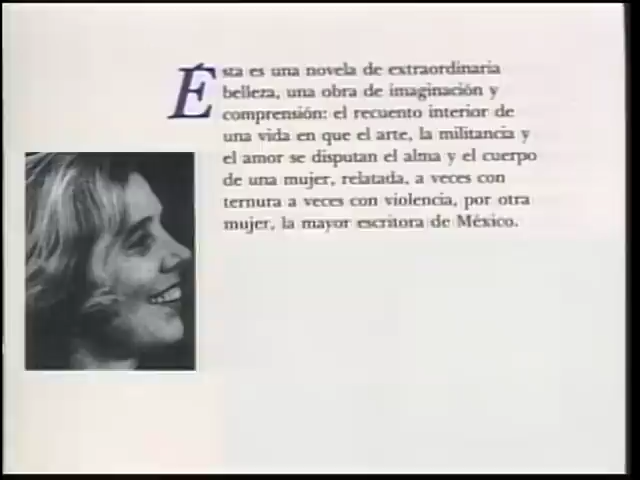 Ésta es una novela de extraordinaria
belleza, una obra de imaginación y
comprensión: el recuento interior de
una vida en que el arte, la militancia y
el amor se disputan el alma y el cuerpo
de una mujer, relatada, a veces con
ternura a veces con violencia, por otra
mujer, la mayor escritora de México.